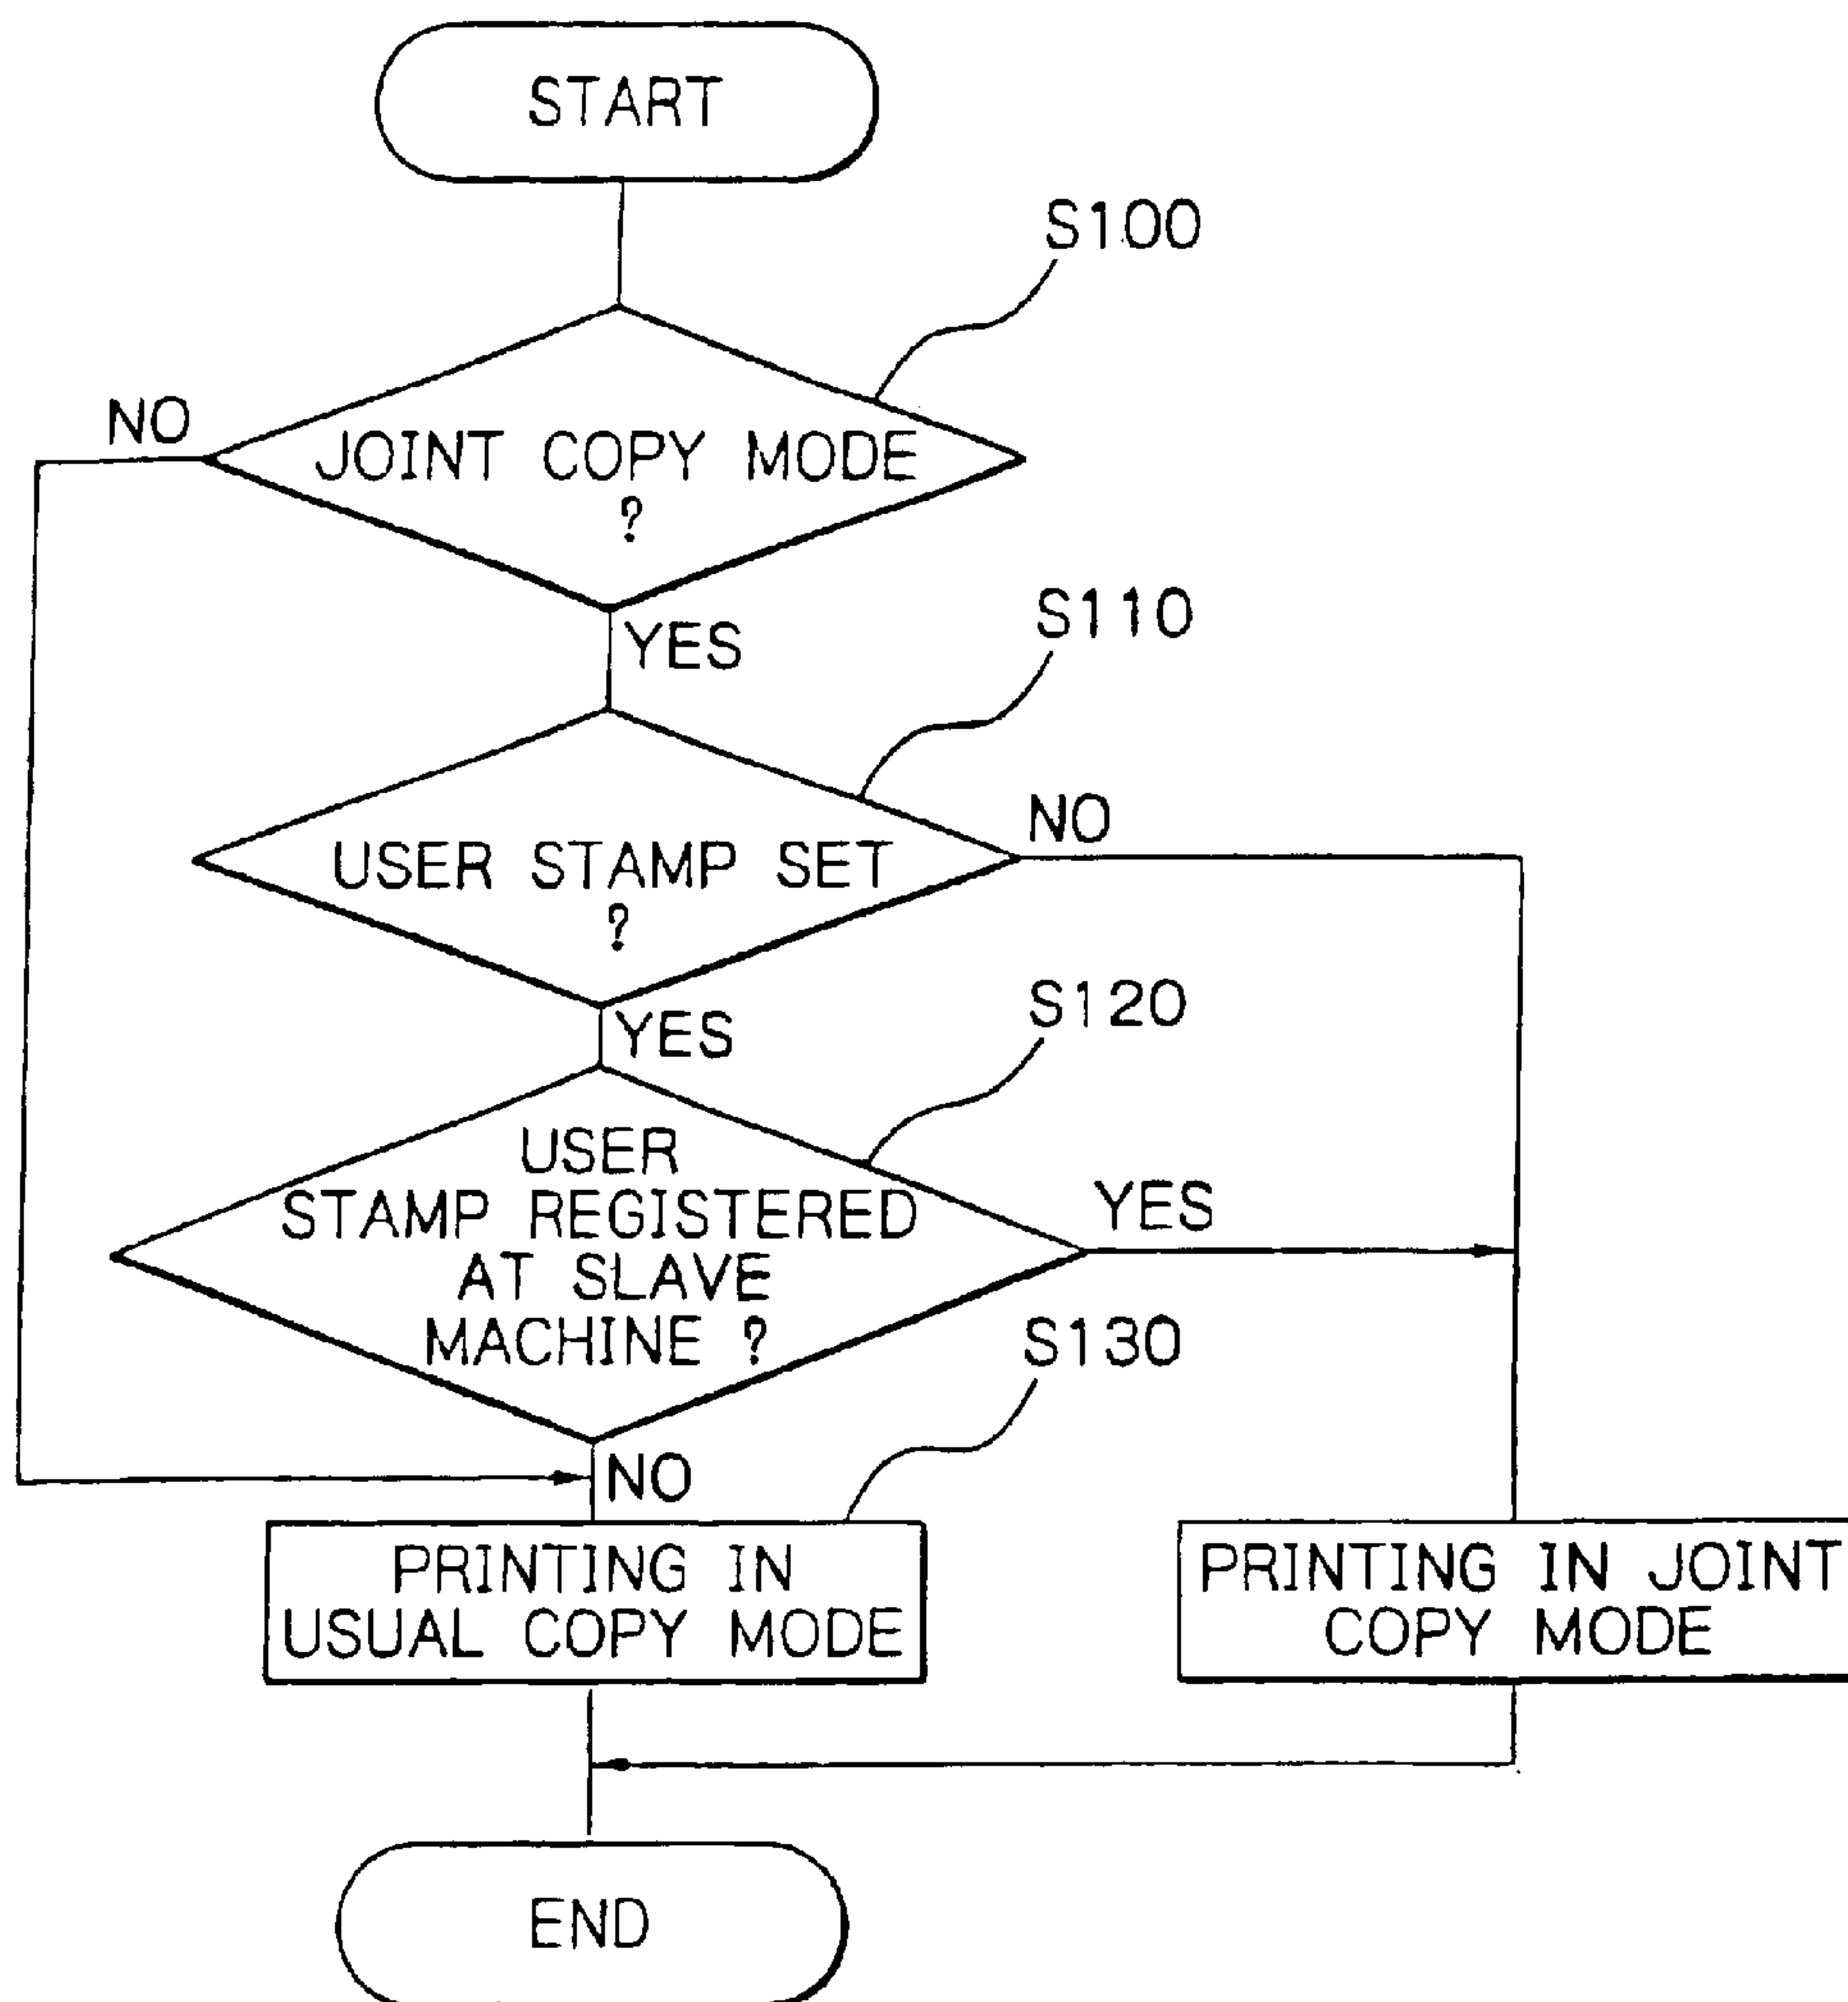 START
S100
NO
JOINT COPY MODE
?
YES
S110
NO
USER STAMP SET
?
YES
S120
USER
STAMP REGISTERED
AT SLAVE
MACHINE ?
YES
S130
NO
PRINTING IN
USUAL COPY MODE
PRINTING IN JOINT
COPY MODE
END